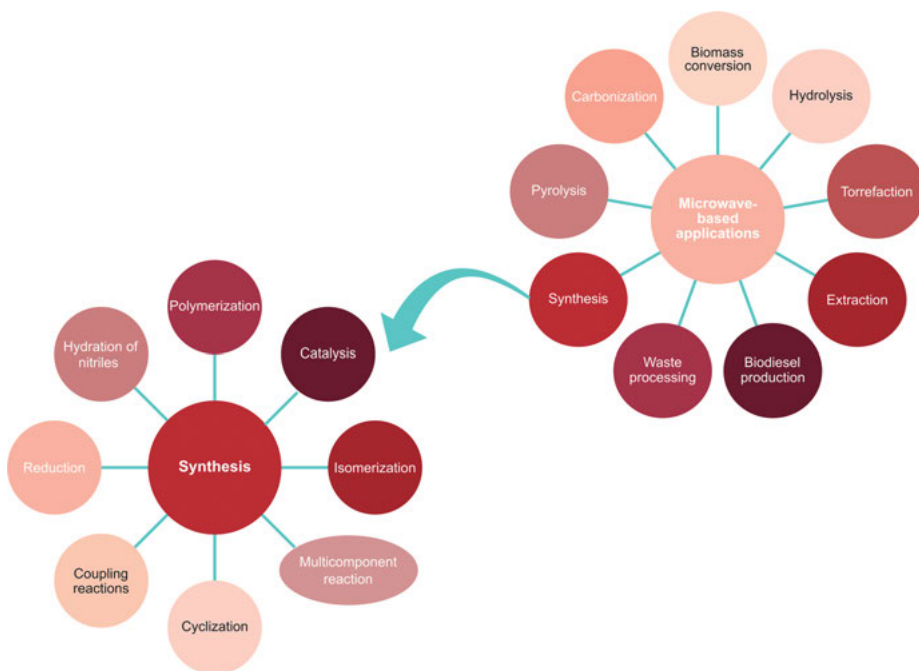 Biomass
conversion
Hydrolysis
Torrefaction
Extraction
Biodiesel
production
Waste
processing
Synthesis
Pyrolysis
Carbonization
Microwave-
based
applications
Polymerization
Catalysis
Isomerization
Multicomponent
reaction
Cyclization
Coupling
reactions
Reduction
Hydration of
nitriles
Synthesis